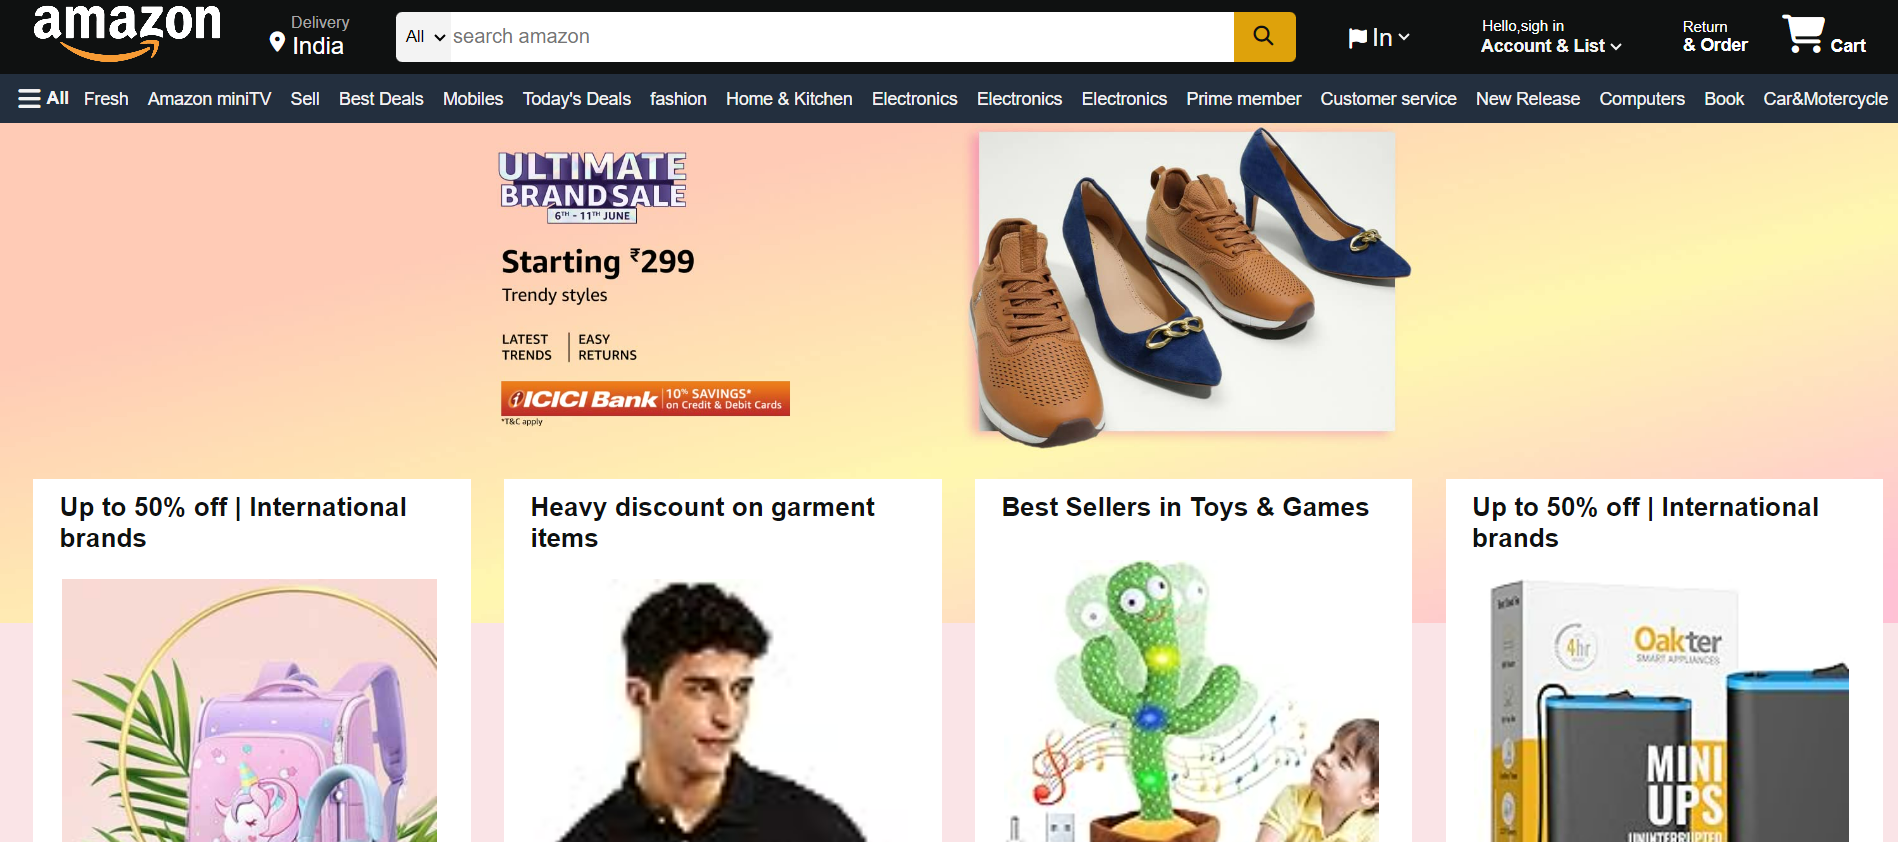 amazon
Delivery
India
All
search amazon
In
Hello,sigh in
Account & List
Return
& Order
Cart
All Fresh Amazon miniTV Sell Best Deals Mobiles Today's Deals fashion Home & Kitchen Electronics Electronics Electronics Prime member Customer service New Release Computers Book Car&Motercycle
ULTIMATE
BRAND SALE
6TH - 11TH JUNE
Starting ₹299
Trendy styles
LATEST
TRENDS
EASY
RETURNS
ICICI Bank
10% SAVINGS*
on Credit & Debit Cards
*T&C apply
Up to 50% off | International
brands
Heavy discount on garment
items
Best Sellers in Toys & Games
Up to 50% off | International
brands
4hr
Oakter
SMART APPLIANCES
MINI
UPS
UNINTERRUPTED